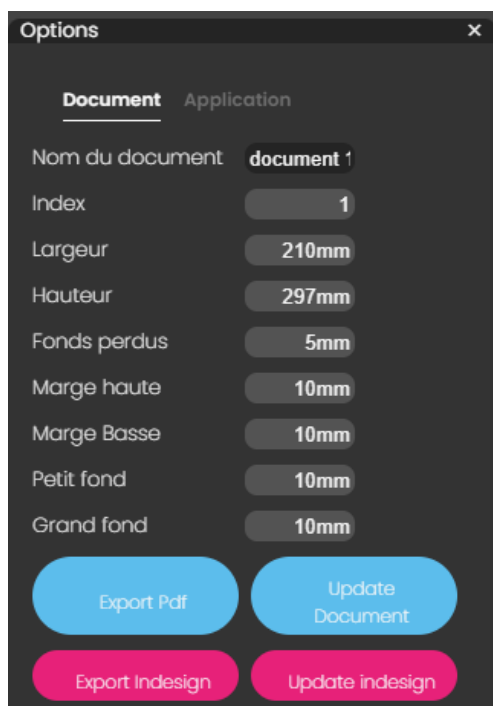 Options ×
Document Application
Nom du document document 1
Index 1
Largeur 210mm
Hauteur 297mm
Fonds perdus 5mm
Marge haute 10mm
Marge Basse 10mm
Petit fond 10mm
Grand fond 10mm
Export Pdf
Update
Document
Export Indesign Update indesign